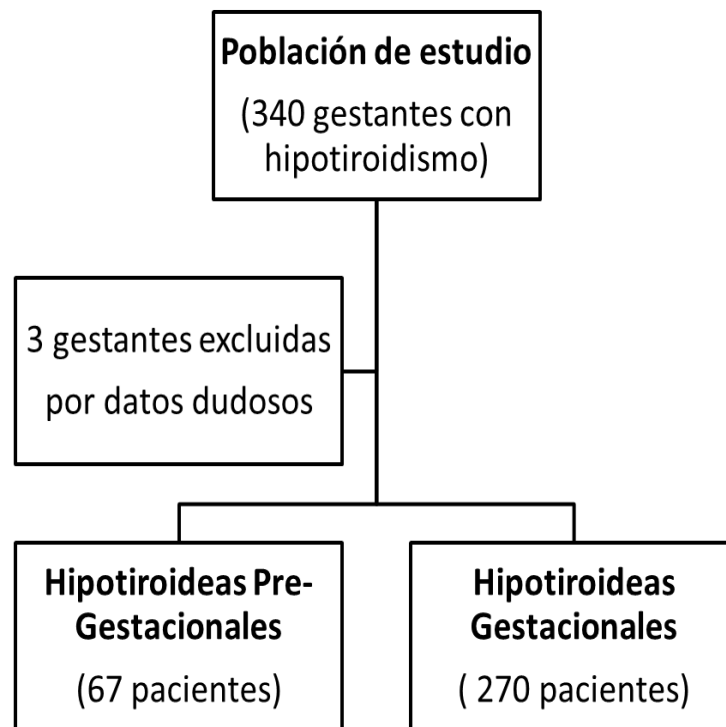 Población de estudio
(340 gestantes con
hipotiroidismo)
3 gestantes excluidas
por datos dudosos
Hipotiroideas Pre-
Gestacionales
(67 pacientes)
Hipotiroideas
Gestacionales
( 270 pacientes)